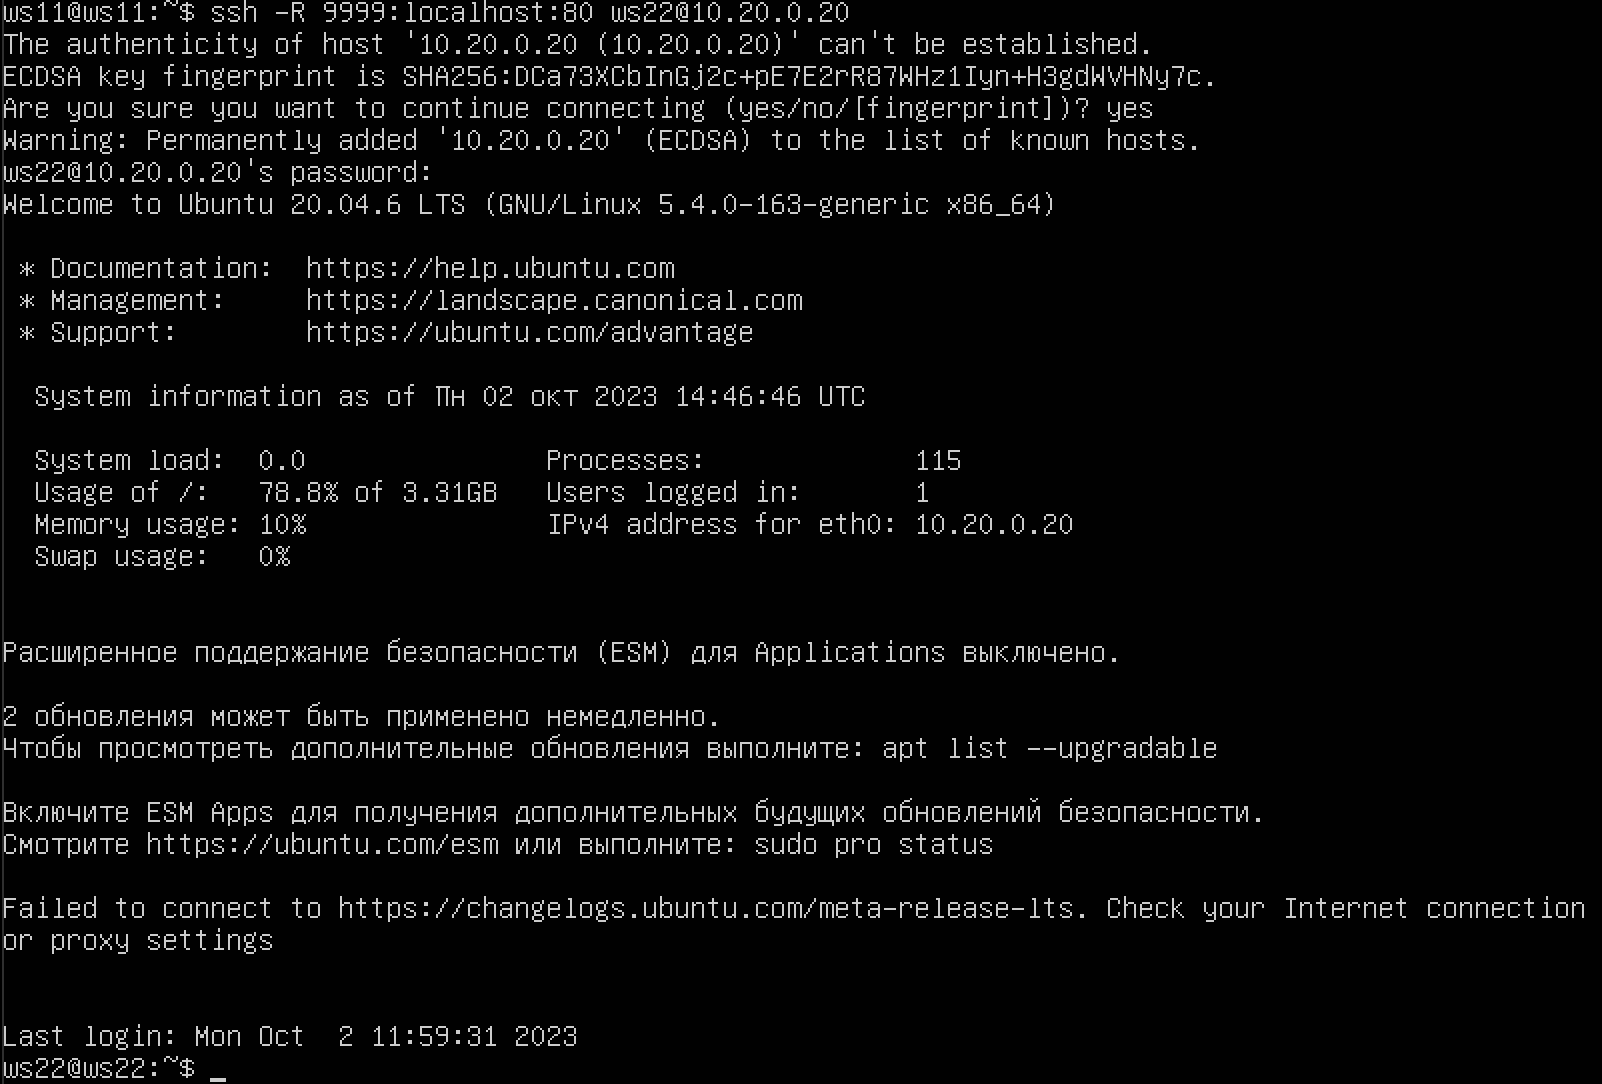 ws11@ws11:~$ ssh -R 9999:localhost:80 ws22@10.20.0.20
The authenticity of host '10.20.0.20 (10.20.0.20)' can't be established.
ECDSA key fingerprint is SHA256:DCa73XCbInGj2c+pE7E2rR87WHz1Iyn+H3gdWVHNy7c.
Are you sure you want to continue connecting (yes/no/[fingerprint])? yes
Warning: Permanently added '10.20.0.20' (ECDSA) to the list of known hosts.
ws22@10.20.0.20's password:
Welcome to Ubuntu 20.04.6 LTS (GNU/Linux 5.4.0-163-generic x86_64)
* Documentation:  https://help.ubuntu.com
* Management:     https://landscape.canonical.com
* Support:        https://ubuntu.com/advantage
System information as of Пн 02 окт 2023 14:46:46 UTC
System load:  0.0               Processes:             115
Usage of /:   78.8% of 3.31GB   Users logged in:       1
Memory usage: 10%               IPv4 address for eth0: 10.20.0.20
Swap usage:   0%
Расширенное поддержание безопасности (ESM) для Applications выключено.
2 обновления может быть применено немедленно.
Чтобы просмотреть дополнительные обновления выполните: apt list --upgradable
Включите ESM Apps для получения дополнительных будущих обновлений безопасности.
Смотрите https://ubuntu.com/esm или выполните: sudo pro status
Failed to connect to https://changelogs.ubuntu.com/meta-release-lts. Check your Internet connection
or proxy settings
Last login: Mon Oct  2 11:59:31 2023
ws22@ws22:~$ _